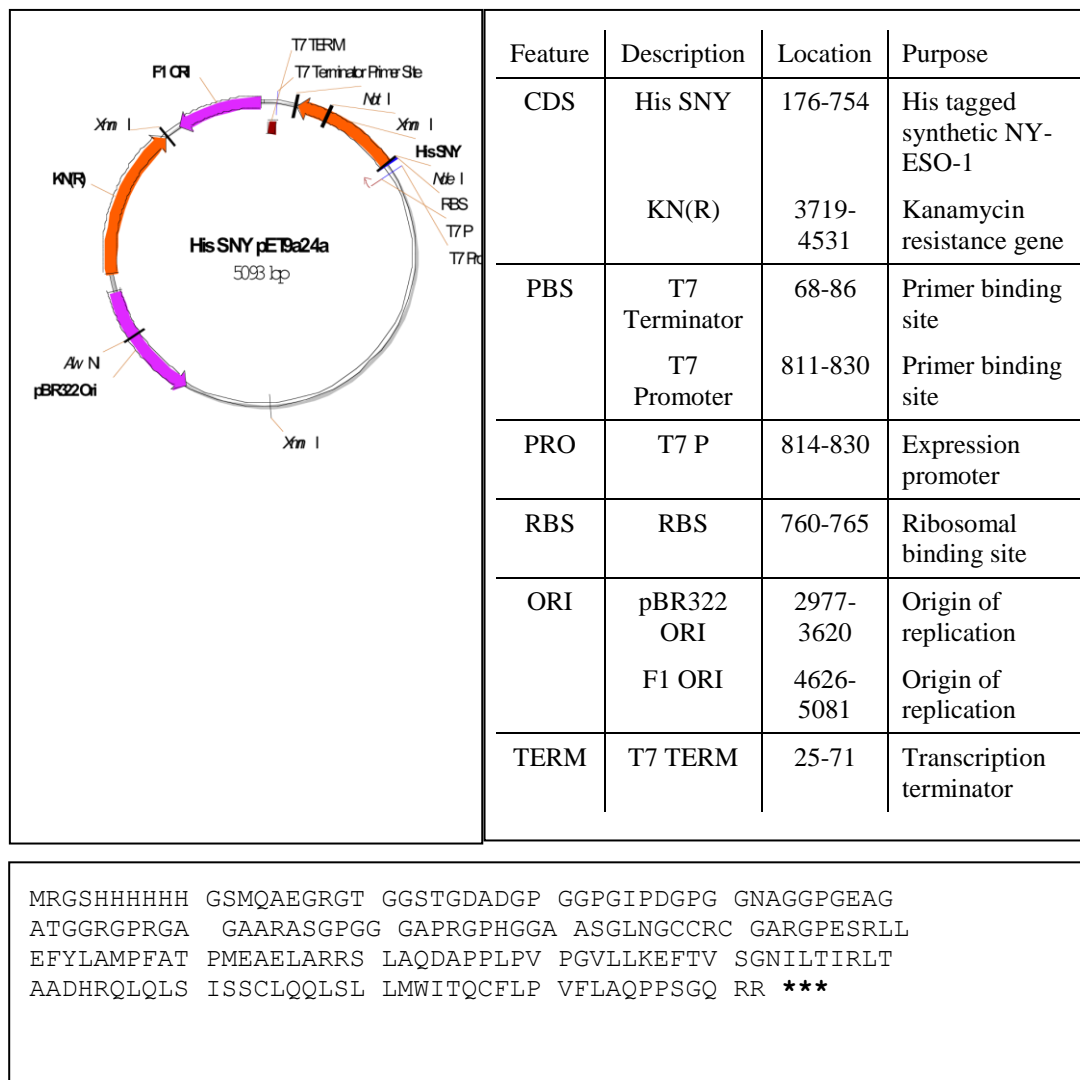 T7 TERM
T7 Terminator Primer Site
F1 ORI
Not I
Xmn I
Xmn I
HisSNY
Nde I
KN(R)
RBS
T7 P
T7 Pro
His SNY pET9a24a
5093 bp
Alw N
pBR322 Ori
Xmn I
Feature Description Location Purpose
CDS His SNY 176-754 His
tagged
synthetic NY-
ESO-1
KN(R) 3719- Kanamycin
4531 resistance gene
PBS T7 68-86 Primer binding
Terminator site
T7 811-830 Primer binding
Promoter site
PRO T7 P 814-830 Expression
promoter
RBS RBS 760-765 Ribosomal
binding site
ORI pBR322 2977- Origin of
ORI 3620 replication
F1 ORI 4626- Origin of
5081 replication
TERM T7 TERM 25-71 Transcription
terminator
MRGSHHHHHH GSMQAEGRGT GGSTGDADGP GGPGIPDGPG GNAGGPGEAG
ATGGRGPRGA GAARASGPGG GAPRGPHGGA ASGLNGCCRC GARGPESRLL
EFYLAMPFAT PMEAELARRS LAQDAPPLPV PGVLLKEFTV SGNILTIRLT
AADHRQLQLS ISSCLQQLSL LMWITQCFLP VFLAQPPSGQ RR ***